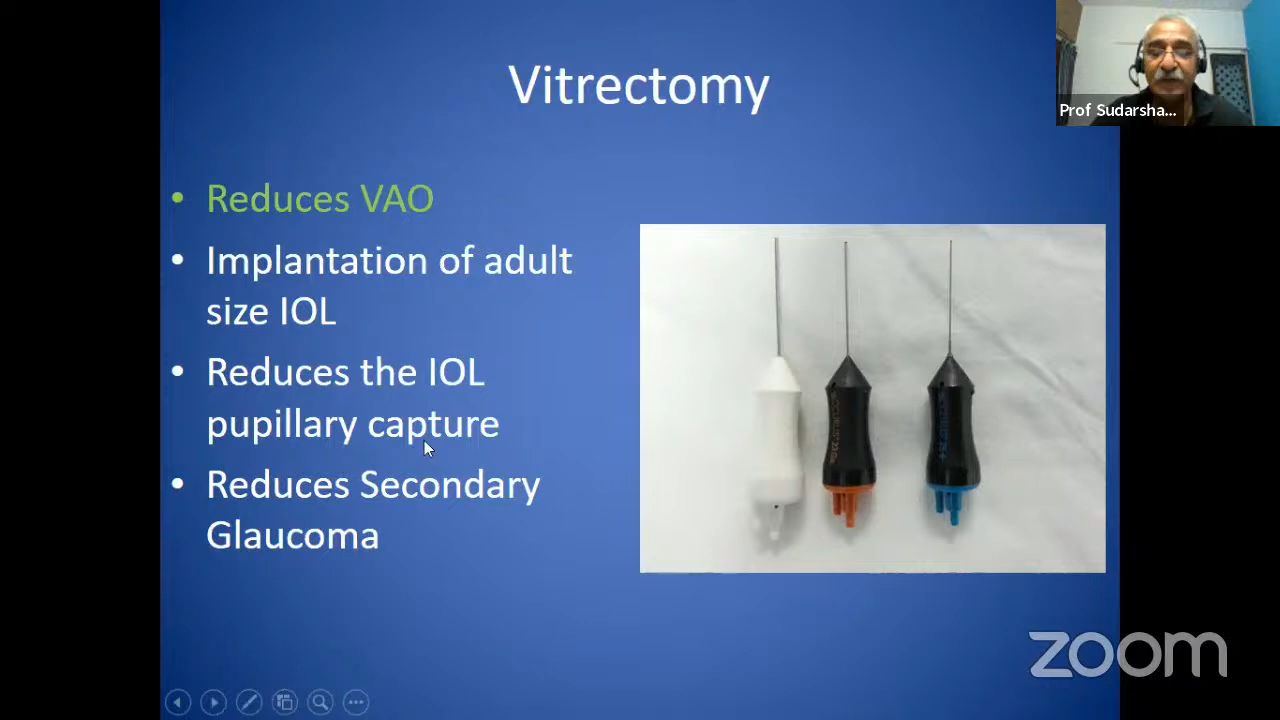 Vitrectomy
Prof Sudarsha...
• Reduces VAO
• Implantation of adult
size IOL
• Reduces the IOL
pupillary capture
• Reduces Secondary
Glaucoma
zoom